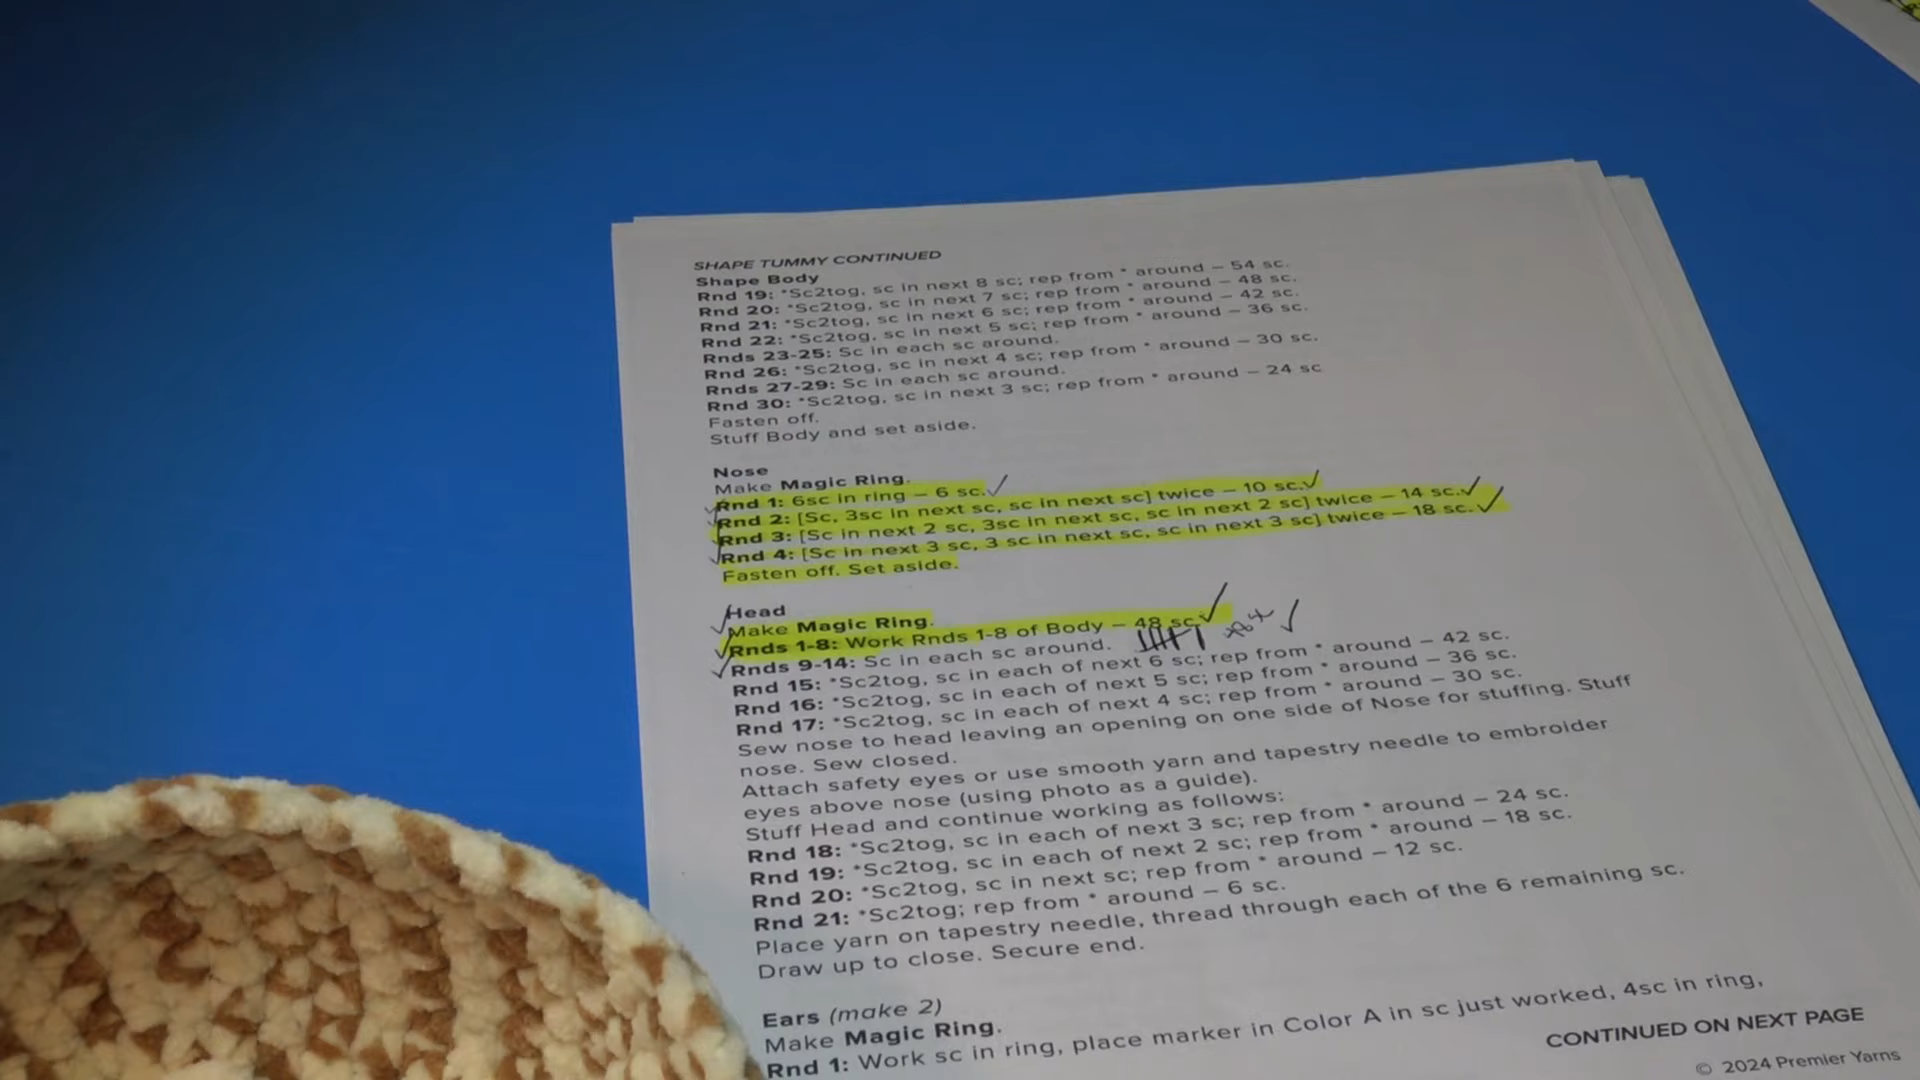 SHAPE TUMMY CONTINUED
Shape Body
Rnd 19: *Sc2tog, sc in next 8 sc; rep from * around – 54 sc.
Rnd 20: *Sc2tog, sc in next 7 sc; rep from * around – 48 sc.
Rnd 21: *Sc2tog, sc in next 6 sc; rep from * around – 42 sc.
Rnd 22: *Sc2tog, sc in next 5 sc; rep from * around – 36 sc.
Rnds 23-25: Sc in each sc around.
Rnd 26: *Sc2tog, sc in next 4 sc; rep from * around – 30 sc.
Rnds 27-29: Sc in each sc around.
Rnd 30: *Sc2tog, sc in next 3 sc; rep from * around – 24 sc
Fasten off.
Stuff Body and set aside.
Nose
Make Magic Ring.
Rnd 1: 6sc in ring – 6 sc.
Rnd 2: [Sc, 3sc in next sc, sc in next sc] twice – 10 sc.
Rnd 3: [Sc in next 2 sc, 3sc in next sc, sc in next 2 sc] twice – 14 sc.
Rnd 4: [Sc in next 3 sc, 3 sc in next sc, sc in next 3 sc] twice – 18 sc.
Fasten off. Set aside.
Head
Make Magic Ring.
Rnds 1-8: Work Rnds 1-8 of Body – 48 sc.
Rnds 9-14: Sc in each sc around.
Rnd 15: *Sc2tog, sc in each of next 6 sc; rep from * around – 42 sc.
Rnd 16: *Sc2tog, sc in each of next 5 sc; rep from * around – 36 sc.
Rnd 17: *Sc2tog, sc in each of next 4 sc; rep from * around – 30 sc.
Sew nose to head leaving an opening on one side of Nose for stuffing. Stuff
nose. Sew closed.
Attach safety eyes or use smooth yarn and tapestry needle to embroider
eyes above nose (using photo as a guide).
Stuff Head and continue working as follows:
Rnd 18: *Sc2tog, sc in each of next 3 sc; rep from * around – 24 sc.
Rnd 19: *Sc2tog, sc in each of next 2 sc; rep from * around – 18 sc.
Rnd 20: *Sc2tog, sc in next sc; rep from * around – 12 sc.
Rnd 21: *Sc2tog; rep from * around – 6 sc.
Place yarn on tapestry needle, thread through each of the 6 remaining sc.
Draw up to close. Secure end.
Ears (make 2)
Make Magic Ring.
Rnd 1: Work sc in ring, place marker in Color A in sc just worked, 4sc in ring,
CONTINUED ON NEXT PAGE
© 2024 Premier Yarns